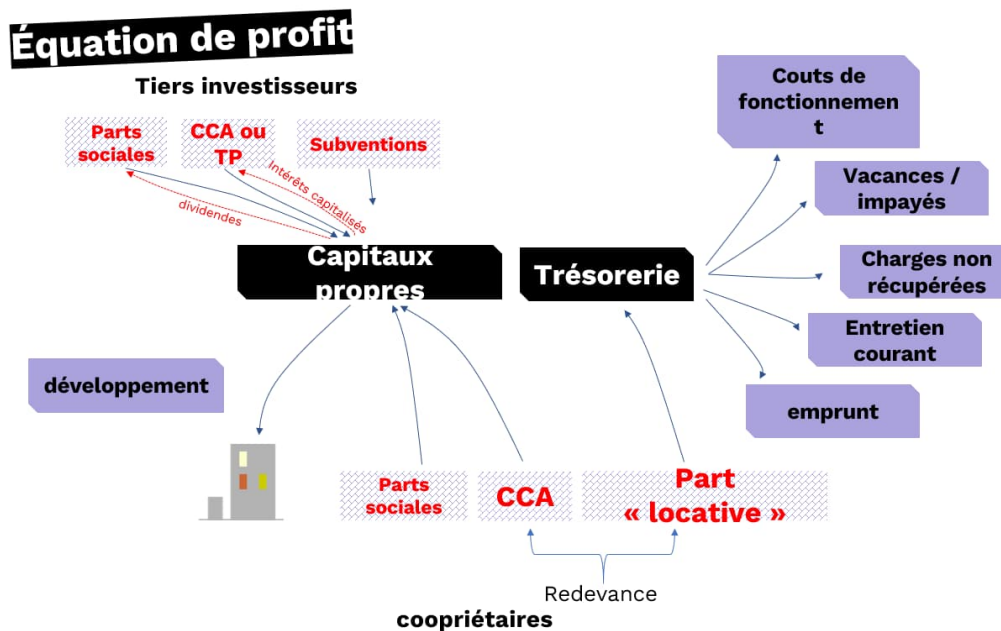 Équation de profit
Tiers investisseurs
Parts
sociales
CCA ou
TP
Subventions
dividendes
Intérêts capitalisés
Capitaux
propres
Trésorerie
Couts de
fonctionnemen
t
Vacances /
impayés
Charges non
récupérées
Entretien
courant
emprunt
développement
Parts
sociales
CCA
Part
« locative »
Redevance
coopriétaires